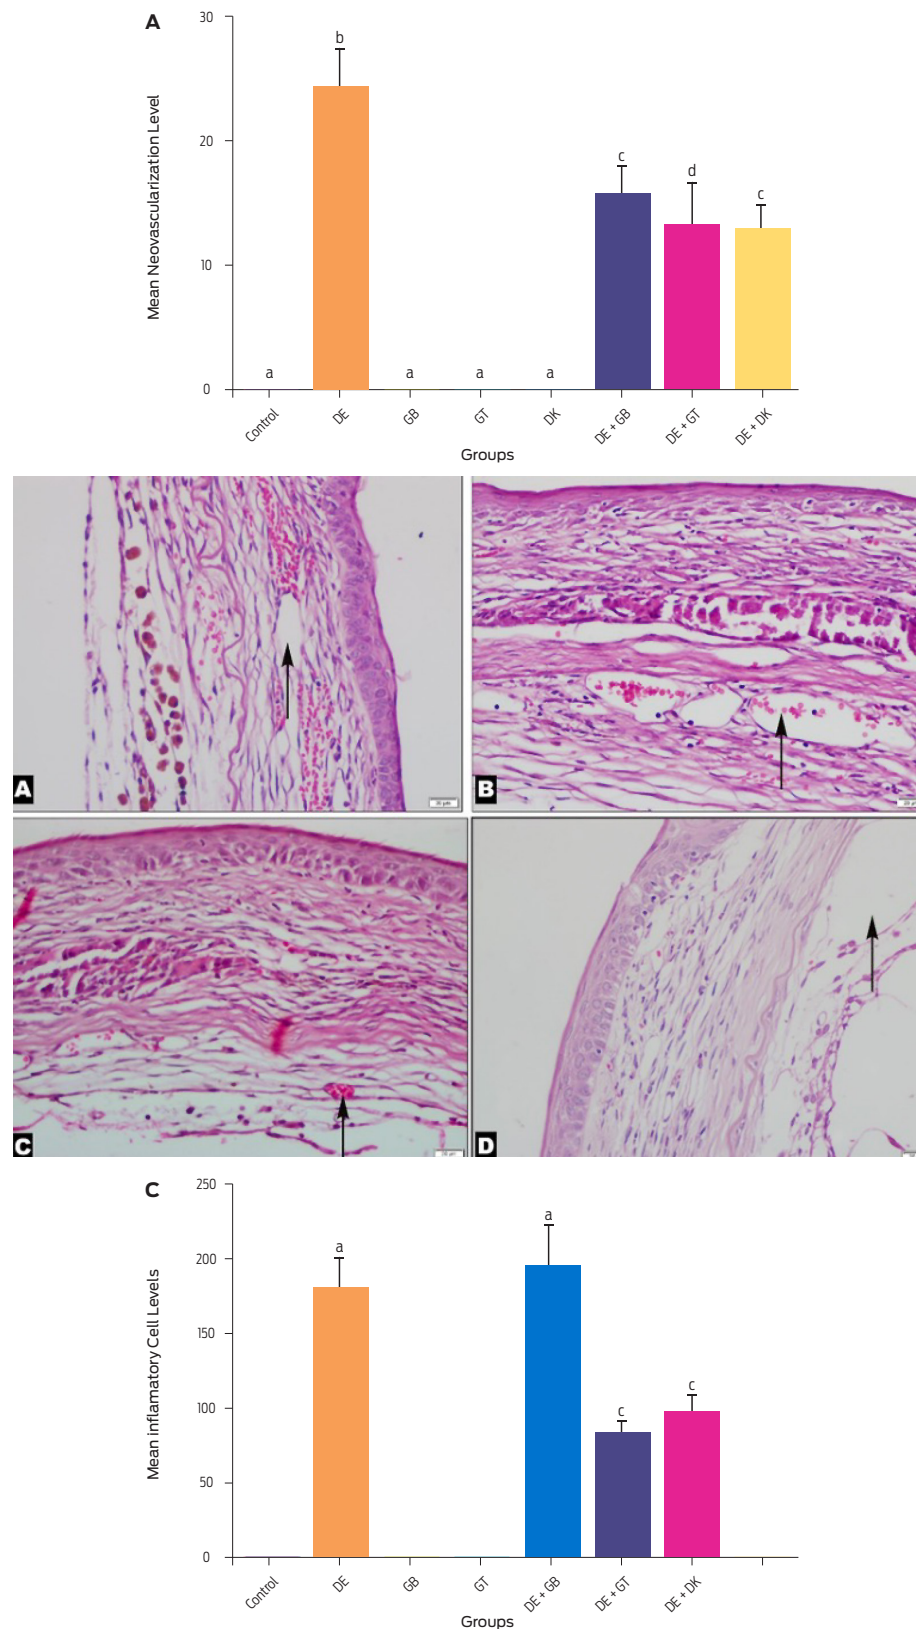 A
30
20
10
0
Mean Neovascularization Level
a
b
a
a
a
c
d
c
Control
DE
GB
GT
DK
DE + GB
DE + GT
DE + DK
Groups
A
B
C
D
C
250
200
150
100
50
0
Mean inflamatory Cell Levels
a
a
c
c
Control
DE
GB
GT
DE + GB
DE + GT
DE + DK
Groups